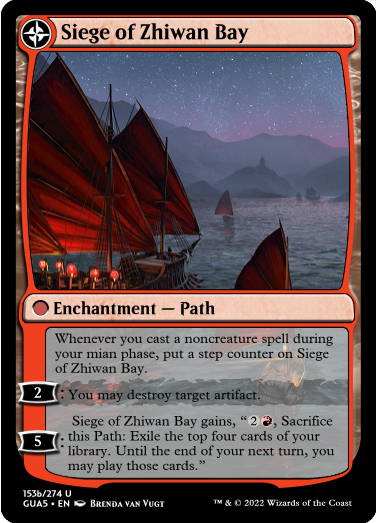 Siege of Zhiwan Bay
Enchantment — Path
Whenever you cast a noncreature spell during
your mian phase, put a step counter on Siege
of Zhiwan Bay.
2 : You may destroy target artifact.
Siege of Zhiwan Bay gains, “2R, Sacrifice
5 : this Path: Exile the top four cards of your
library. Until the end of your next turn, you
may play those cards.”
153b/274 U
GUA5 • EN Brenda van Vugt
™ & © 2022 Wizards of the Coast